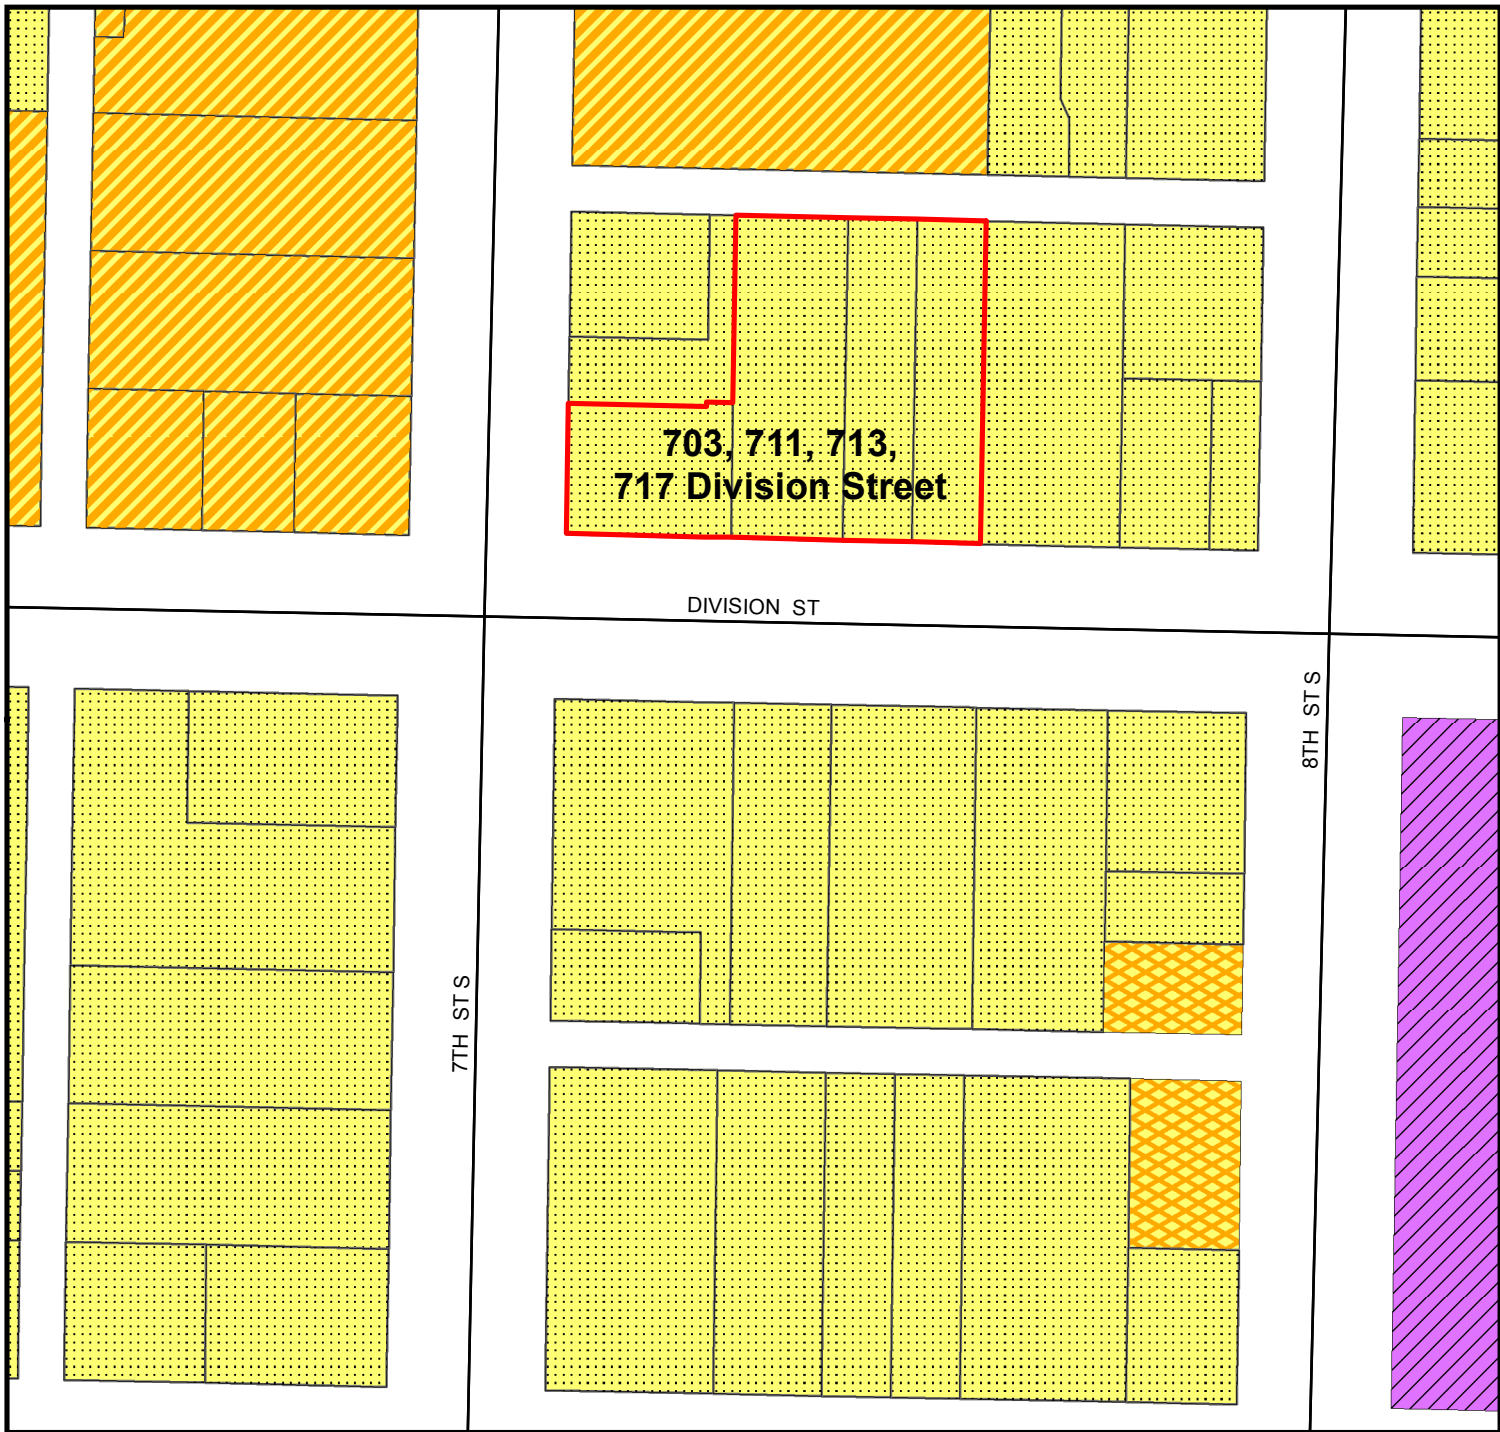 703, 711, 713,
717 Division Street
DIVISION ST
8TH ST S
7TH ST S